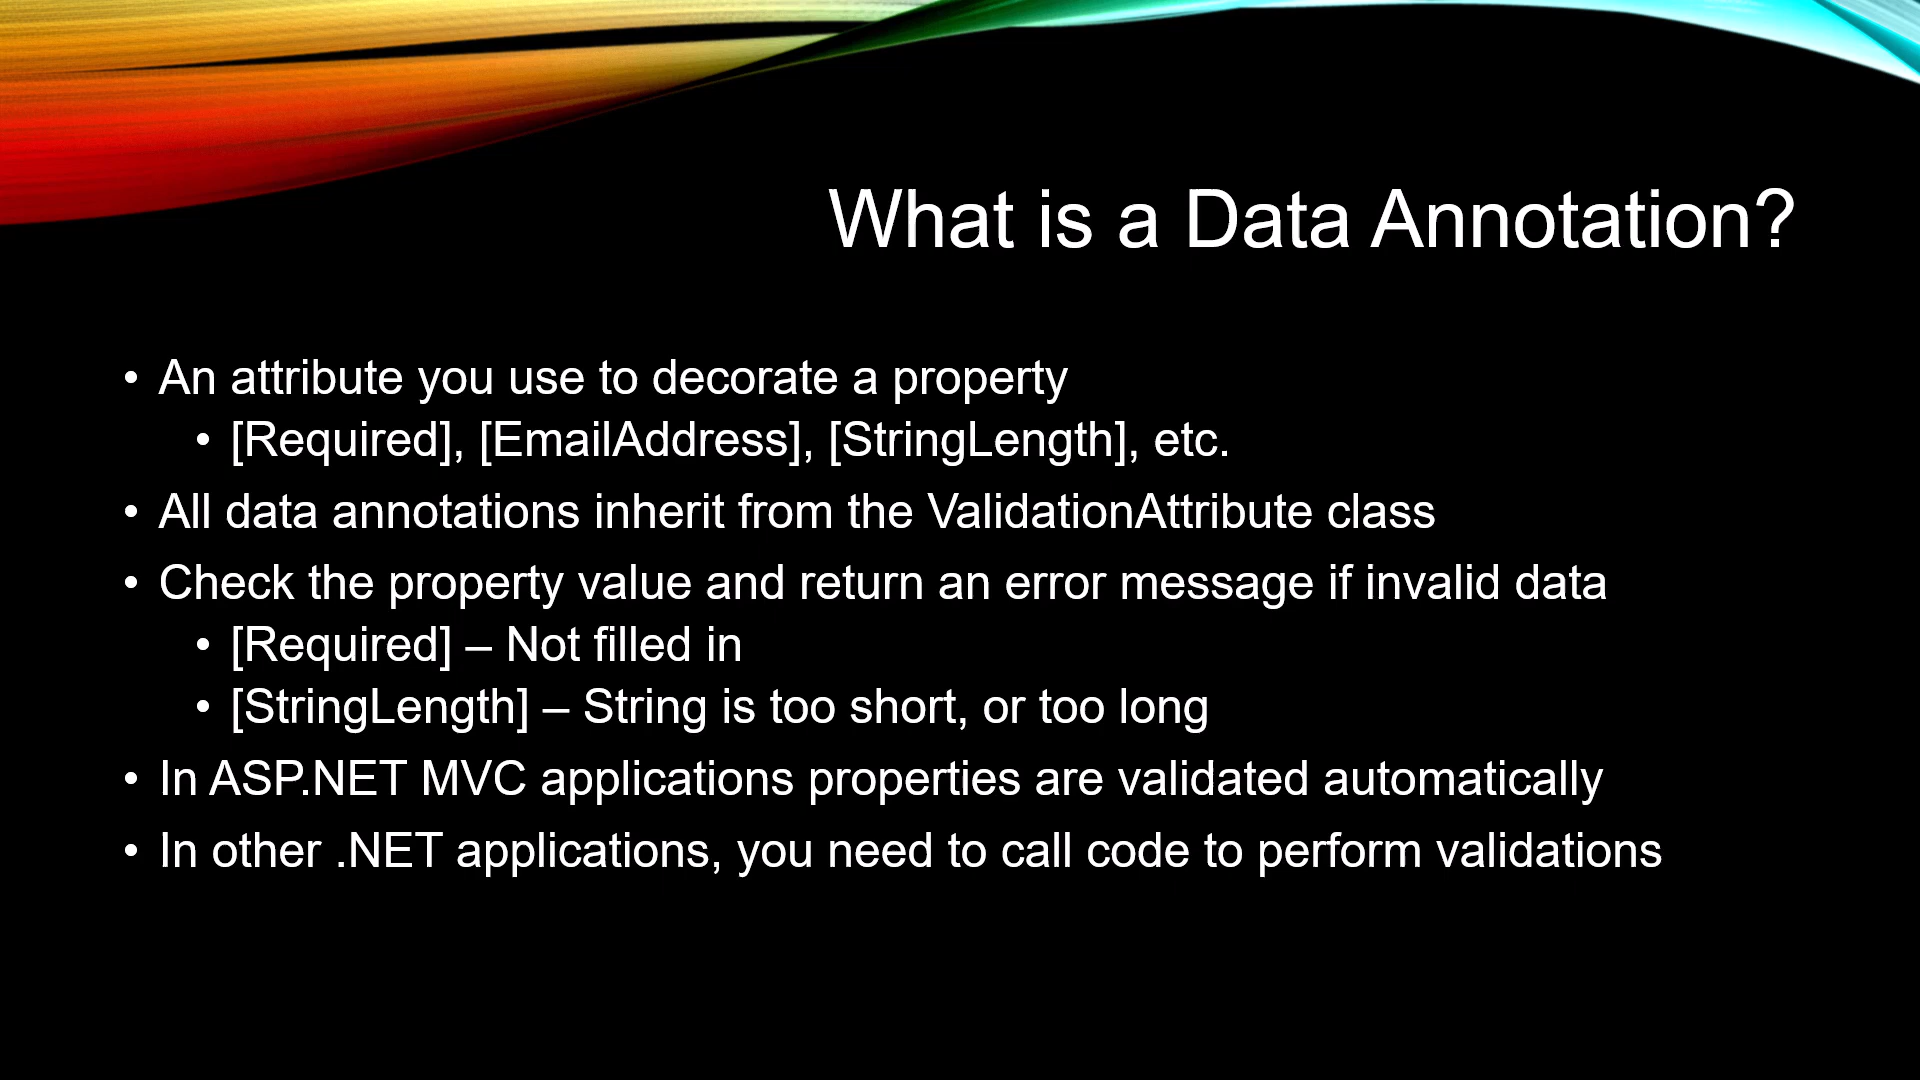 What is a Data Annotation?
• An attribute you use to decorate a property
• [Required], [EmailAddress], [StringLength], etc.
• All data annotations inherit from the ValidationAttribute class
• Check the property value and return an error message if invalid data
• [Required] – Not filled in
• [StringLength] – String is too short, or too long
• In ASP.NET MVC applications properties are validated automatically
• In other .NET applications, you need to call code to perform validations